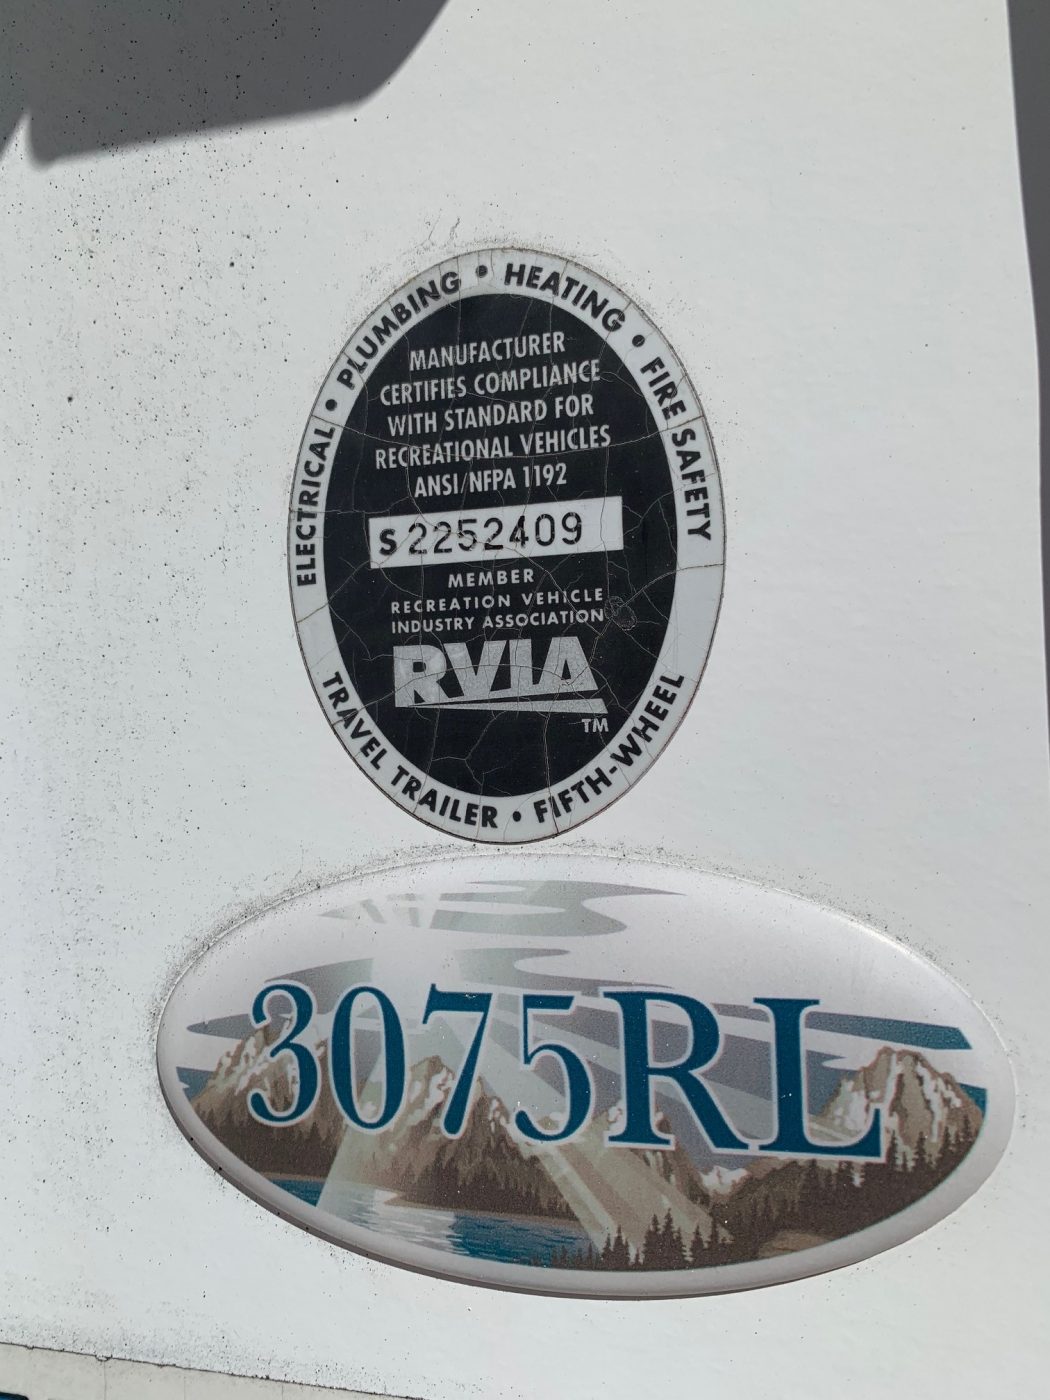 ELECTRICAL • PLUMBING • HEATING • FIRE SAFETY
MANUFACTURER
CERTIFIES COMPLIANCE
WITH STANDARD FOR
RECREATIONAL VEHICLES
ANSI/NFPA 1192
S 2252409
MEMBER
RECREATION VEHICLE
INDUSTRY ASSOCIATION
RVIA
TM
TRAVEL TRAILER • FIFTH-WHEEL
3075RL